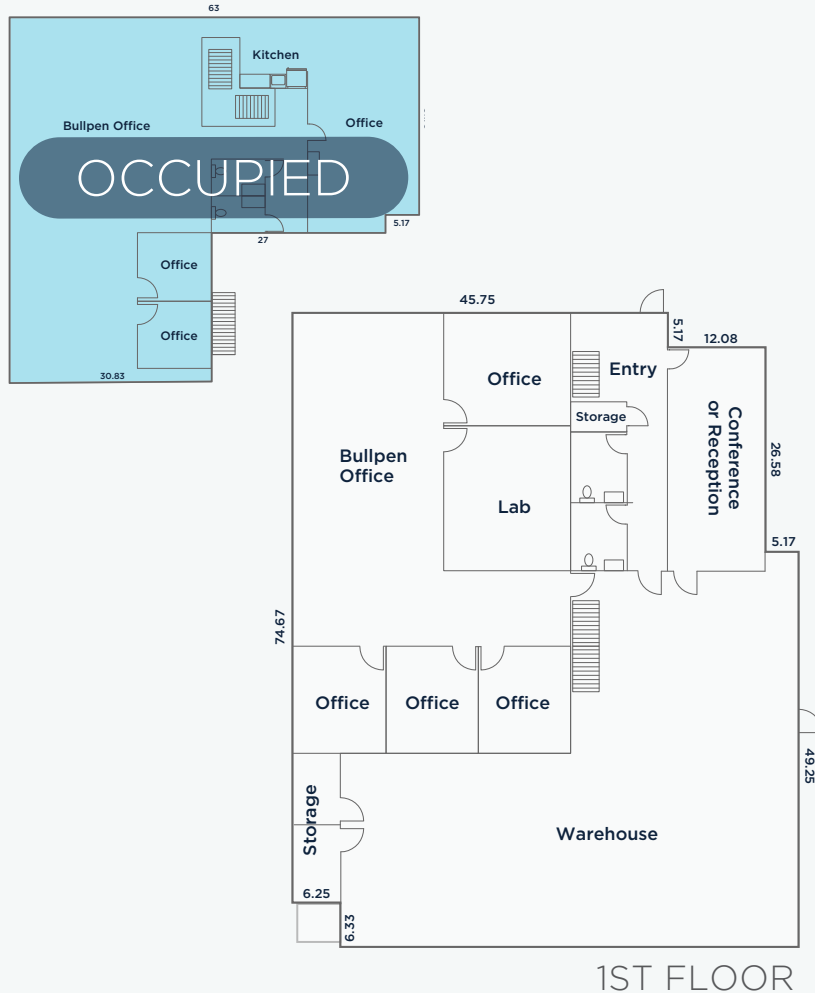 63
Kitchen
Bullpen Office
Office
OCCUPIED
5.17
27
Office
Office
30.83
45.75
5.17
12.08
Office
Entry
Storage
Conference
or Reception
Bullpen
Office
26.58
Lab
5.17
74.67
Office
Office
Office
49.25
Storage
Warehouse
6.25
6.33
1ST FLOOR